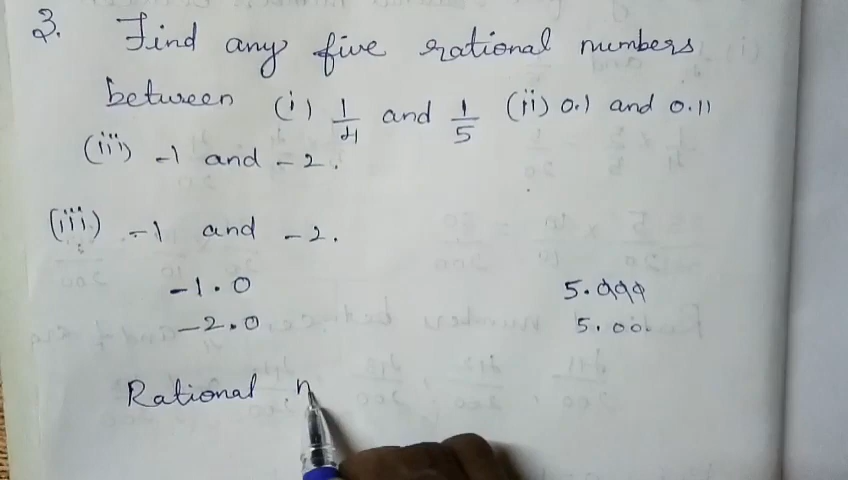 3. Find any five rational numbers
between (i) 1/4 and 1/5 (ii) 0.1 and 0.11
(iii) -1 and -2.
(iii) -1 and -2.
-1.0 5.999
-2.0 5.00
Rational n